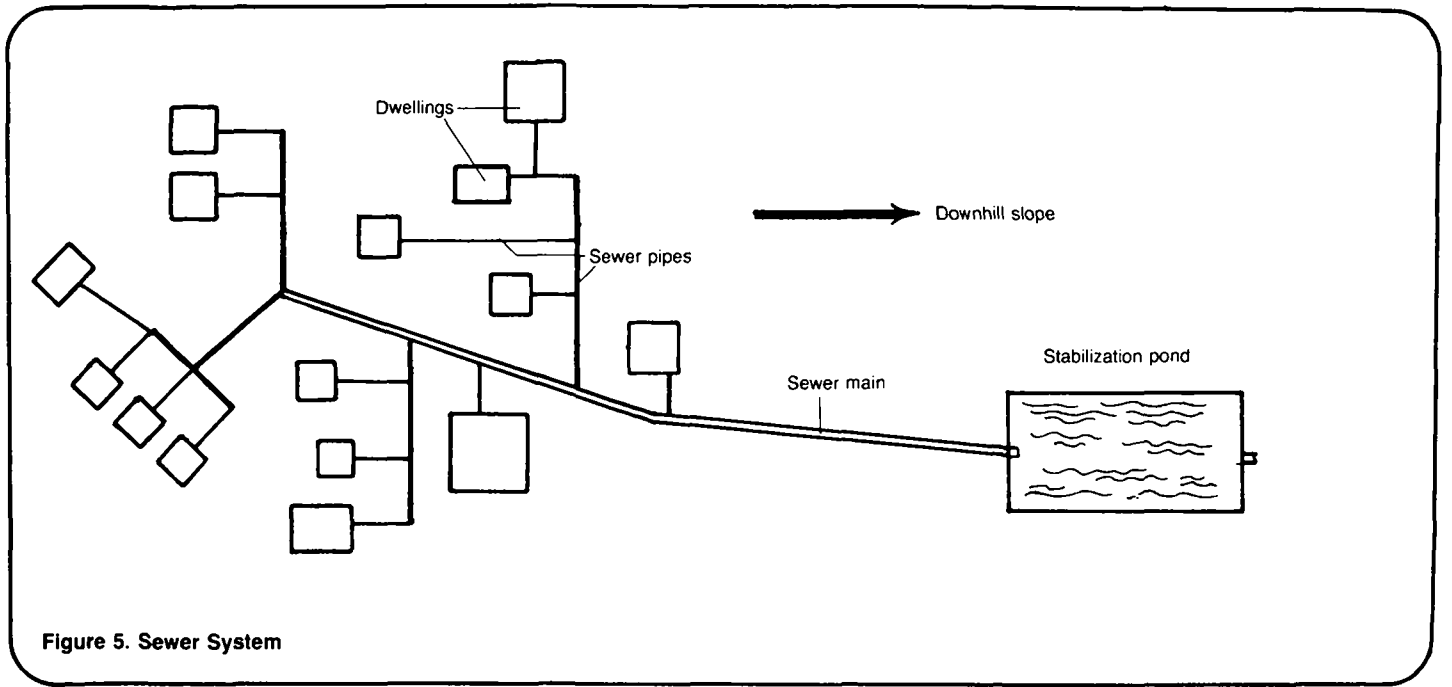 Dwellings
Downhill slope
Sewer pipes
Stabilization pond
Sewer main
Figure 5. Sewer System